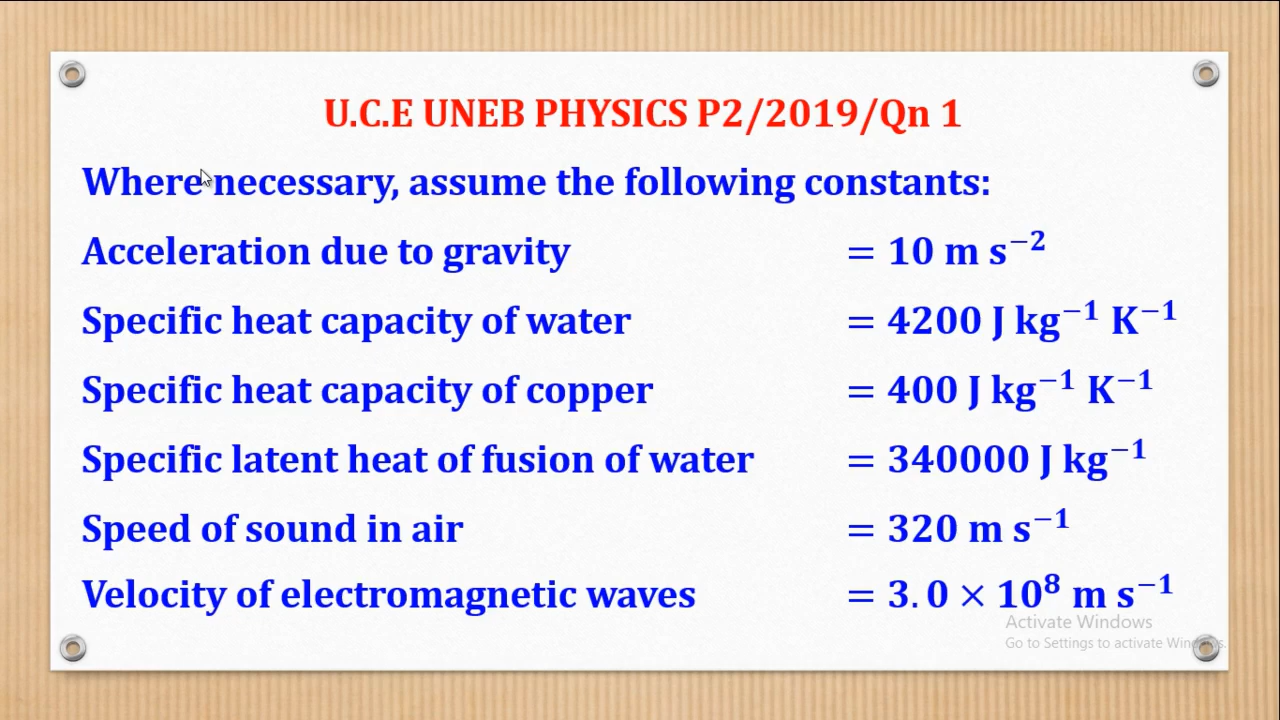 U.C.E UNEB PHYSICS P2/2019/Qn 1
Where necessary, assume the following constants:
Acceleration due to gravity = 10 m s⁻²
Specific heat capacity of water = 4200 J kg⁻¹ K⁻¹
Specific heat capacity of copper = 400 J kg⁻¹ K⁻¹
Specific latent heat of fusion of water = 340000 J kg⁻¹
Speed of sound in air = 320 m s⁻¹
Velocity of electromagnetic waves = 3.0 × 10⁸ m s⁻¹
Activate Windows
Go to Settings to activate Windows.